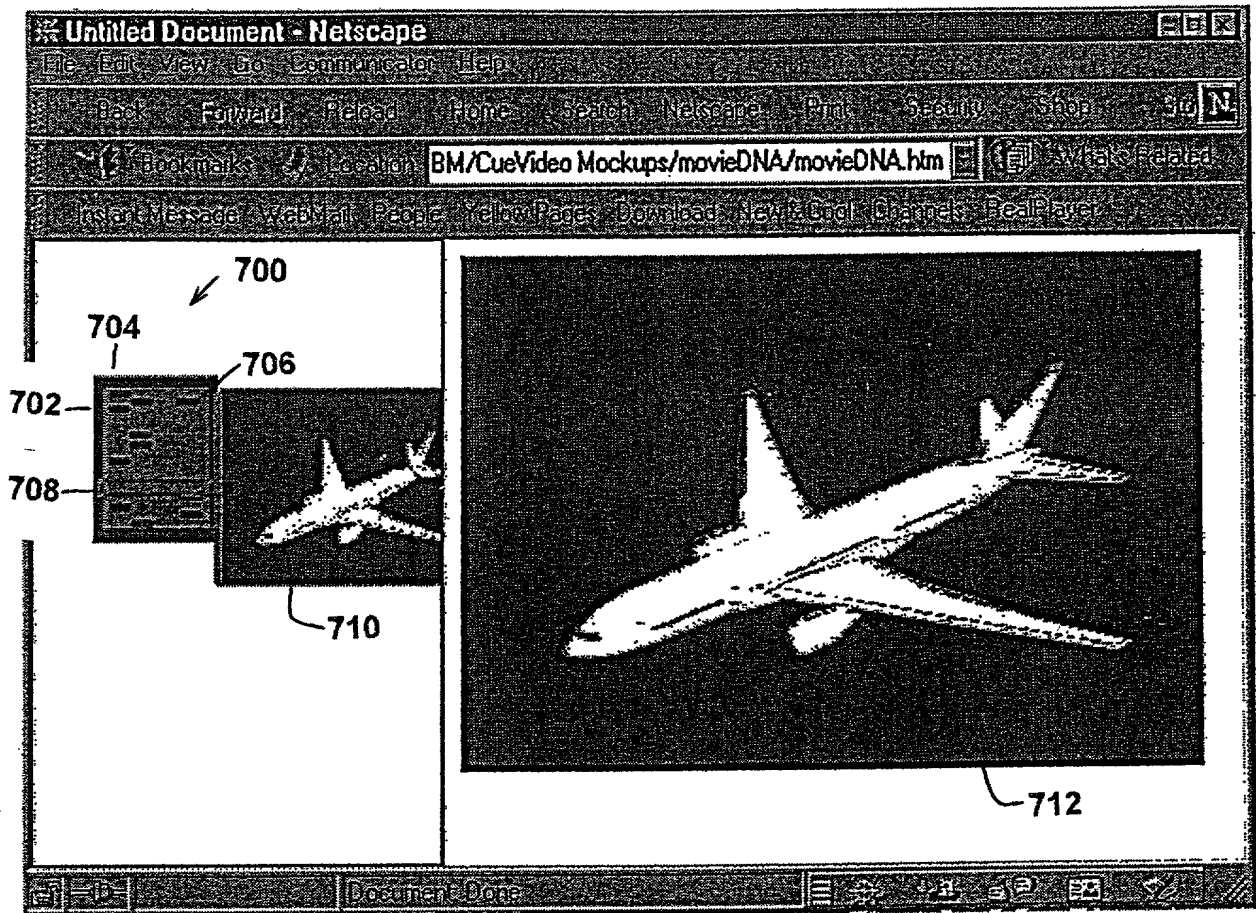 Untitled Document - Netscape
File Edit View Go Communicator Help
Back Forward Reload Home Search Netscape Print Security Shop Sto N
Bookmarks Location BM/CueVideo Mockups/movieDNA/movieDNA.htm What's Related
Instant Message WebMail People Yellow Pages Download New & Cool Channels RealPlayer
700
704
706
702
708
710
712
Document: Done